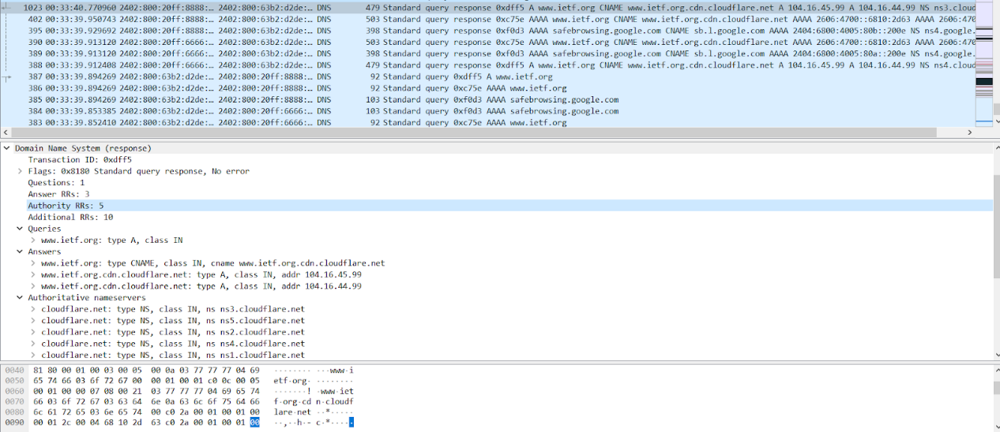 1023 00:33:40.770960 2402:800:20ff:8888:… 2402:800:63b2:d2de:… DNS 479 Standard query response 0xdff5 A www.ietf.org CNAME www.ietf.org.cdn.cloudflare.net A 104.16.45.99 A 104.16.44.99 NS ns3.cloud
402 00:33:39.950743 2402:800:20ff:8888:… 2402:800:63b2:d2de:… DNS 503 Standard query response 0xc75e AAAA www.ietf.org CNAME www.ietf.org.cdn.cloudflare.net AAAA 2606:4700::6810:2d63 AAAA 2606:470
395 00:33:39.929692 2402:800:20ff:8888:… 2402:800:63b2:d2de:… DNS 398 Standard query response 0xf0d3 AAAA safebrowsing.google.com CNAME sb.l.google.com AAAA 2404:6800:4005:80b::200e NS ns4.google.
390 00:33:39.913120 2402:800:20ff:6666:… 2402:800:63b2:d2de:… DNS 503 Standard query response 0xc75e AAAA www.ietf.org CNAME www.ietf.org.cdn.cloudflare.net AAAA 2606:4700::6810:2d63 AAAA 2606:470
389 00:33:39.913120 2402:800:20ff:6666:… 2402:800:63b2:d2de:… DNS 398 Standard query response 0xf0d3 AAAA safebrowsing.google.com CNAME sb.l.google.com AAAA 2404:6800:4005:80a::200e NS ns4.google.
388 00:33:39.912408 2402:800:20ff:6666:… 2402:800:63b2:d2de:… DNS 479 Standard query response 0xdff5 A www.ietf.org CNAME www.ietf.org.cdn.cloudflare.net A 104.16.45.99 A 104.16.44.99 NS ns5.cloud
387 00:33:39.894269 2402:800:63b2:d2de:… 2402:800:20ff:8888:… DNS 92 Standard query 0xdff5 A www.ietf.org
386 00:33:39.894269 2402:800:63b2:d2de:… 2402:800:20ff:8888:… DNS 92 Standard query 0xc75e AAAA www.ietf.org
385 00:33:39.894269 2402:800:63b2:d2de:… 2402:800:20ff:8888:… DNS 103 Standard query 0xf0d3 AAAA safebrowsing.google.com
384 00:33:39.853385 2402:800:63b2:d2de:… 2402:800:20ff:6666:… DNS 103 Standard query 0xf0d3 AAAA safebrowsing.google.com
383 00:33:39.852410 2402:800:63b2:d2de:… 2402:800:20ff:6666:… DNS 92 Standard query 0xc75e AAAA www.ietf.org
Domain Name System (response)
Transaction ID: 0xdff5
Flags: 0x8180 Standard query response, No error
Questions: 1
Answer RRs: 3
Authority RRs: 5
Additional RRs: 10
Queries
www.ietf.org: type A, class IN
Answers
www.ietf.org: type CNAME, class IN, cname www.ietf.org.cdn.cloudflare.net
www.ietf.org.cdn.cloudflare.net: type A, class IN, addr 104.16.45.99
www.ietf.org.cdn.cloudflare.net: type A, class IN, addr 104.16.44.99
Authoritative nameservers
cloudflare.net: type NS, class IN, ns ns3.cloudflare.net
cloudflare.net: type NS, class IN, ns ns5.cloudflare.net
cloudflare.net: type NS, class IN, ns ns2.cloudflare.net
cloudflare.net: type NS, class IN, ns ns4.cloudflare.net
cloudflare.net: type NS, class IN, ns ns1.cloudflare.net
0040 81 80 00 01 00 03 00 05 00 0a 03 77 77 77 04 69 ········ ···www·i
0050 65 74 66 03 6f 72 67 00 00 01 00 01 c0 0c 00 05 etf·org· ········
0060 00 01 00 00 07 08 00 21 03 77 77 77 04 69 65 74 ·······! ·www·iet
0070 66 03 6f 72 67 03 63 64 6e 0a 63 6c 6f 75 64 66 f·org·cd n·cloudf
0080 6c 61 72 65 03 6e 65 74 00 c0 2a 00 01 00 01 00 lare·net ··*·····
0090 00 01 2c 00 04 68 10 2d 63 c0 2a 00 01 00 01 00 ··,··h·- c·*·····